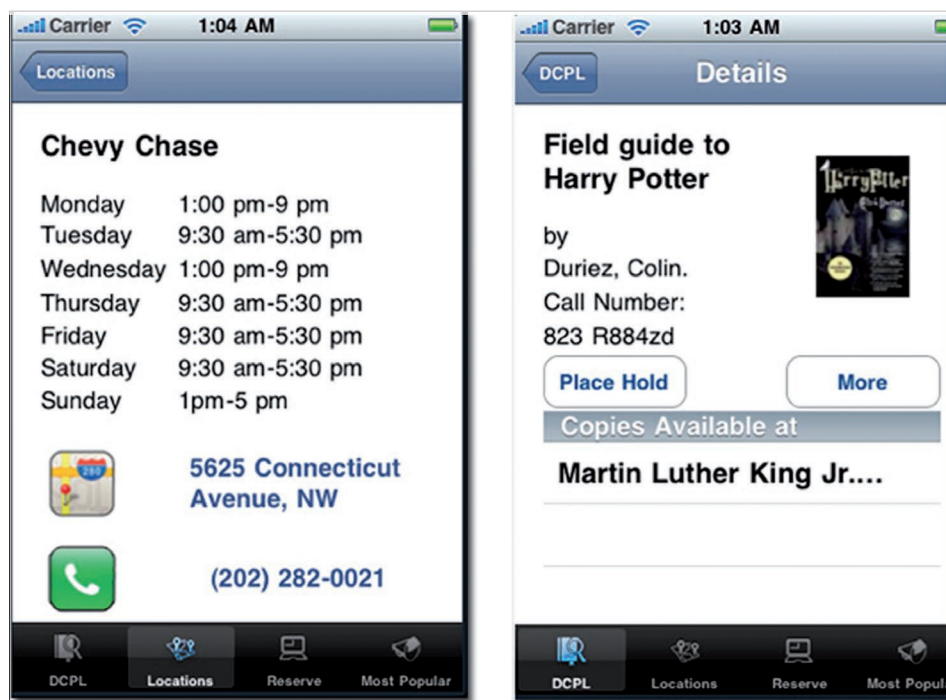 Carrier 1:04 AM
Locations
Chevy Chase
Monday 1:00 pm-9 pm
Tuesday 9:30 am-5:30 pm
Wednesday 1:00 pm-9 pm
Thursday 9:30 am-5:30 pm
Friday 9:30 am-5:30 pm
Saturday 9:30 am-5:30 pm
Sunday 1pm-5 pm
280
5625 Connecticut
Avenue, NW
(202) 282-0021
DCPL Locations Reserve Most Popular
Carrier 1:03 AM
DCPL Details
Field guide to
Harry Potter
by
Duriez, Colin.
Call Number:
823 R884zd
Harry Potter
Place Hold More
Copies Available at
Martin Luther King Jr....
DCPL Locations Reserve Most Popul